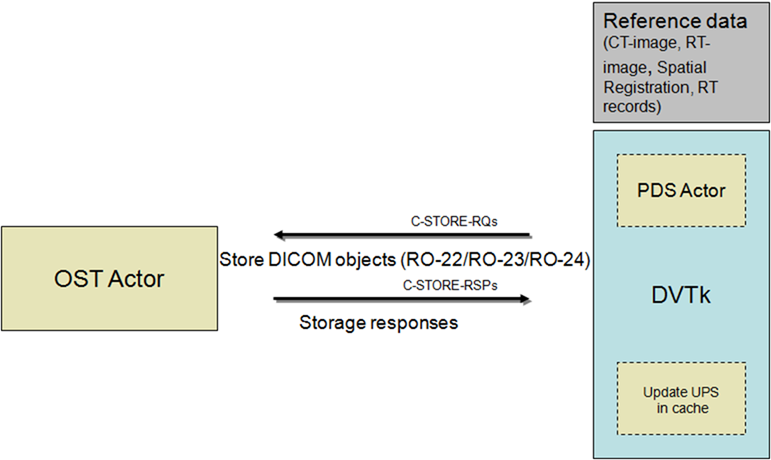 Reference data
(CT-image, RT-
image, Spatial
Registration, RT
records)
PDS Actor
C-STORE-RQs
Store DICOM objects (RO-22/RO-23/RO-24)
OST Actor
C-STORE-RSPs
DVTk
Storage responses
Update UPS
in cache